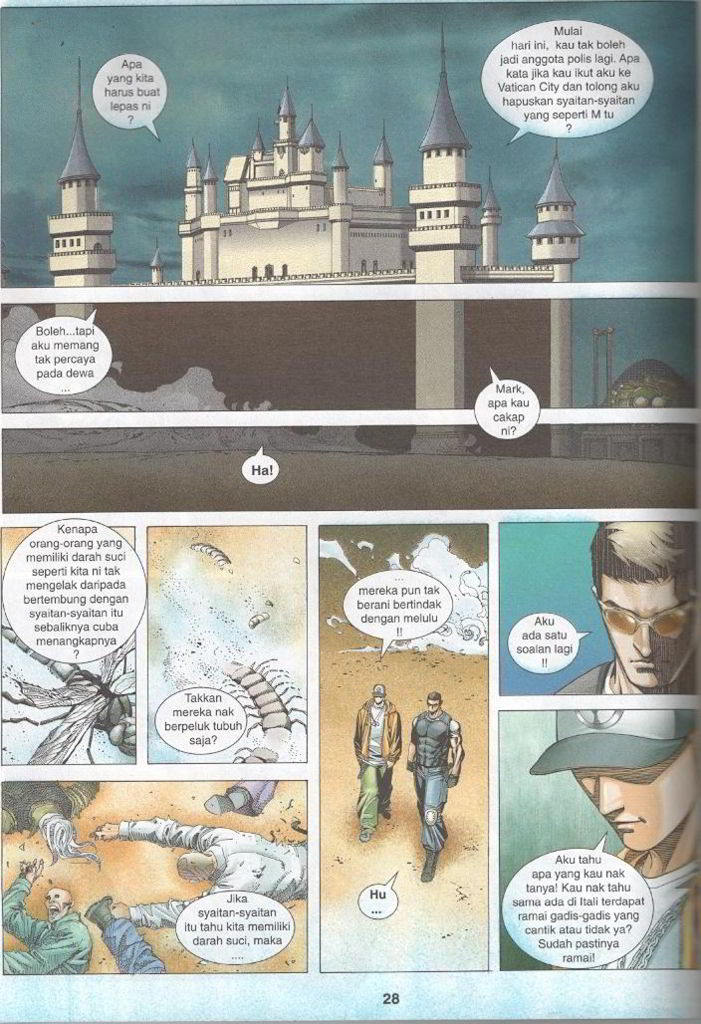 Apa
yang kita
harus buat
lepas ni
?
Mulai
hari ini, kau tak boleh
jadi anggota polis lagi. Apa
kata jika kau ikut aku ke
Vatican City dan tolong aku
hapuskan syaitan-syaitan
yang seperti M tu
?
Boleh...tapi
aku memang
tak percaya
pada dewa
...
Mark,
apa kau
cakap
ni?
Ha!
Kenapa
orang-orang yang
memiliki darah suci
seperti kita ni tak
mengelak daripada
bertembung dengan
syaitan-syaitan itu
sebaliknya cuba
menangkapnya
?
Takkan
mereka nak
berpeluk tubuh
saja?
Jika
syaitan-syaitan
itu tahu kita memiliki
darah suci, maka
....
...
mereka pun tak
berani bertindak
dengan melulu
!!
Hu
...
Aku
ada satu
soalan lagi
!!
Aku tahu
apa yang kau nak
tanya! Kau nak tahu
sama ada di Itali terdapat
ramai gadis-gadis yang
cantik atau tidak ya?
Sudah pastinya
ramai!
28